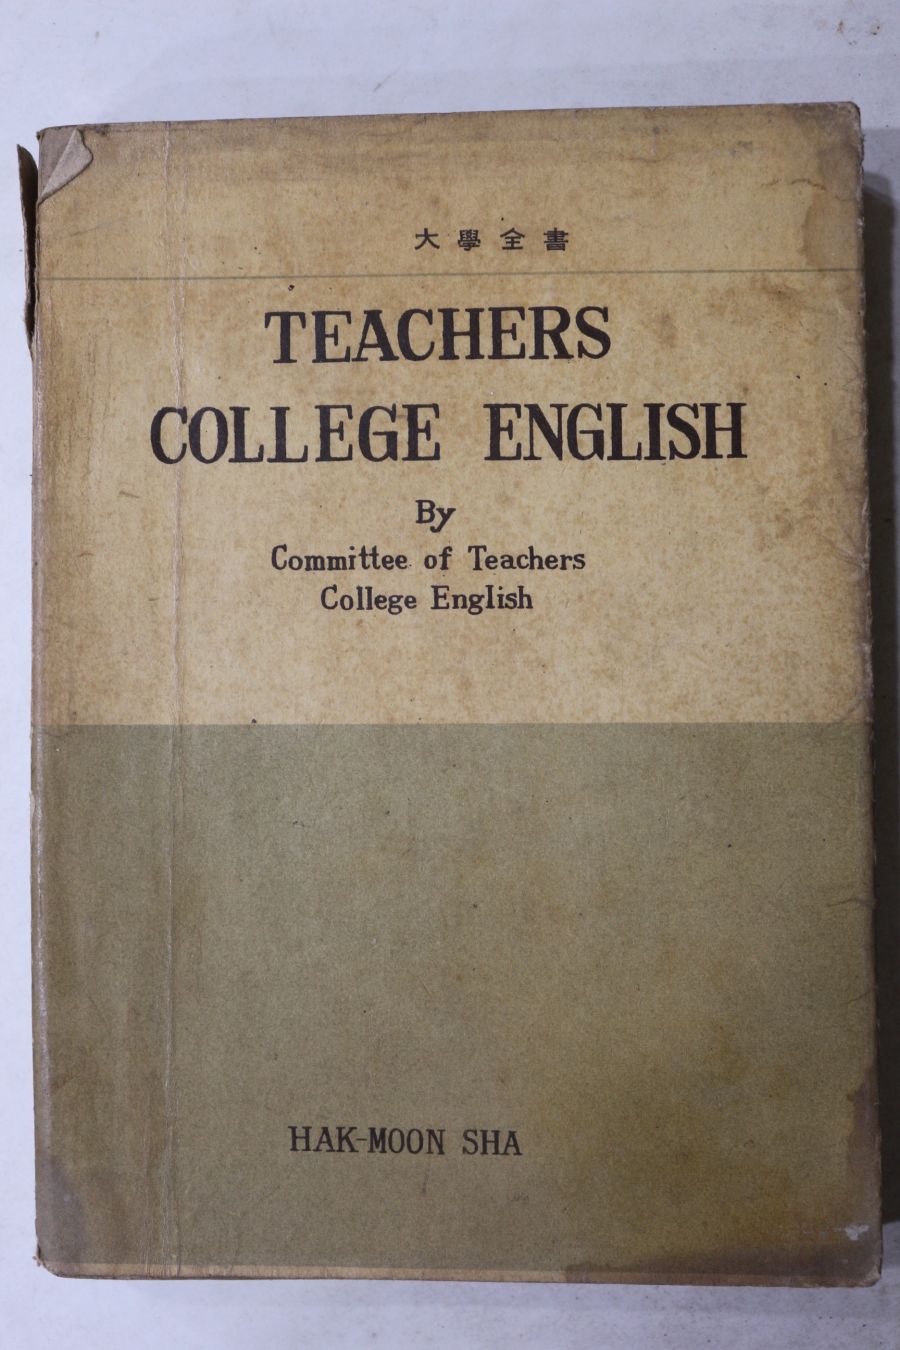 大學全書
TEACHERS
COLLEGE ENGLISH
By
Committee of Teachers
College English
HAK-MOON SHA